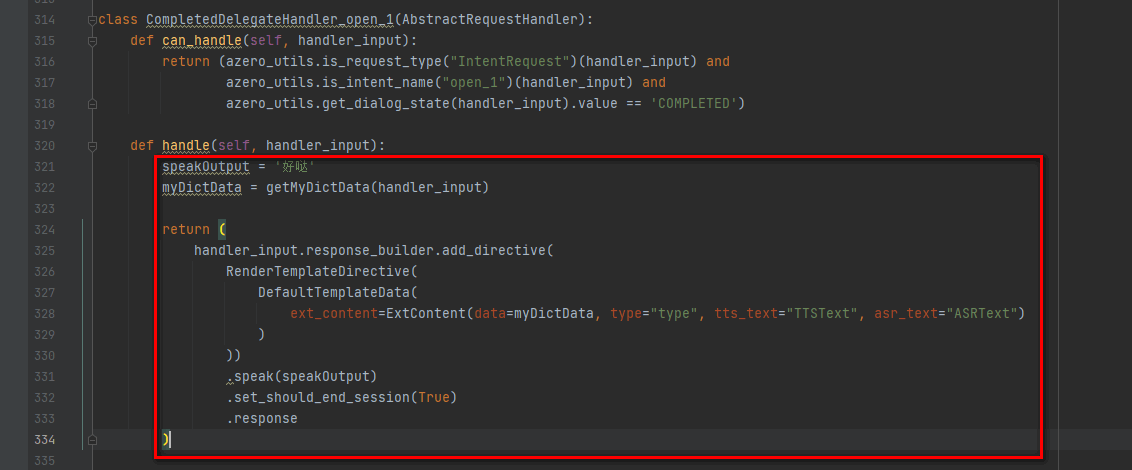 313
314 class CompletedDelegateHandler_open_1(AbstractRequestHandler):
315     def can_handle(self, handler_input):
316         return (azero_utils.is_request_type("IntentRequest")(handler_input) and
317                 azero_utils.is_intent_name("open_1")(handler_input) and
318                 azero_utils.get_dialog_state(handler_input).value == 'COMPLETED')
319
320     def handle(self, handler_input):
321         speakOutput = '好哒'
322         myDictData = getMyDictData(handler_input)
323
324         return (
325             handler_input.response_builder.add_directive(
326                 RenderTemplateDirective(
327                     DefaultTemplateData(
328                         ext_content=ExtContent(data=myDictData, type="type", tts_text="TTSText", asr_text="ASRText")
329                     )
330                 ))
331                 .speak(speakOutput)
332                 .set_should_end_session(True)
333                 .response
334         )
335